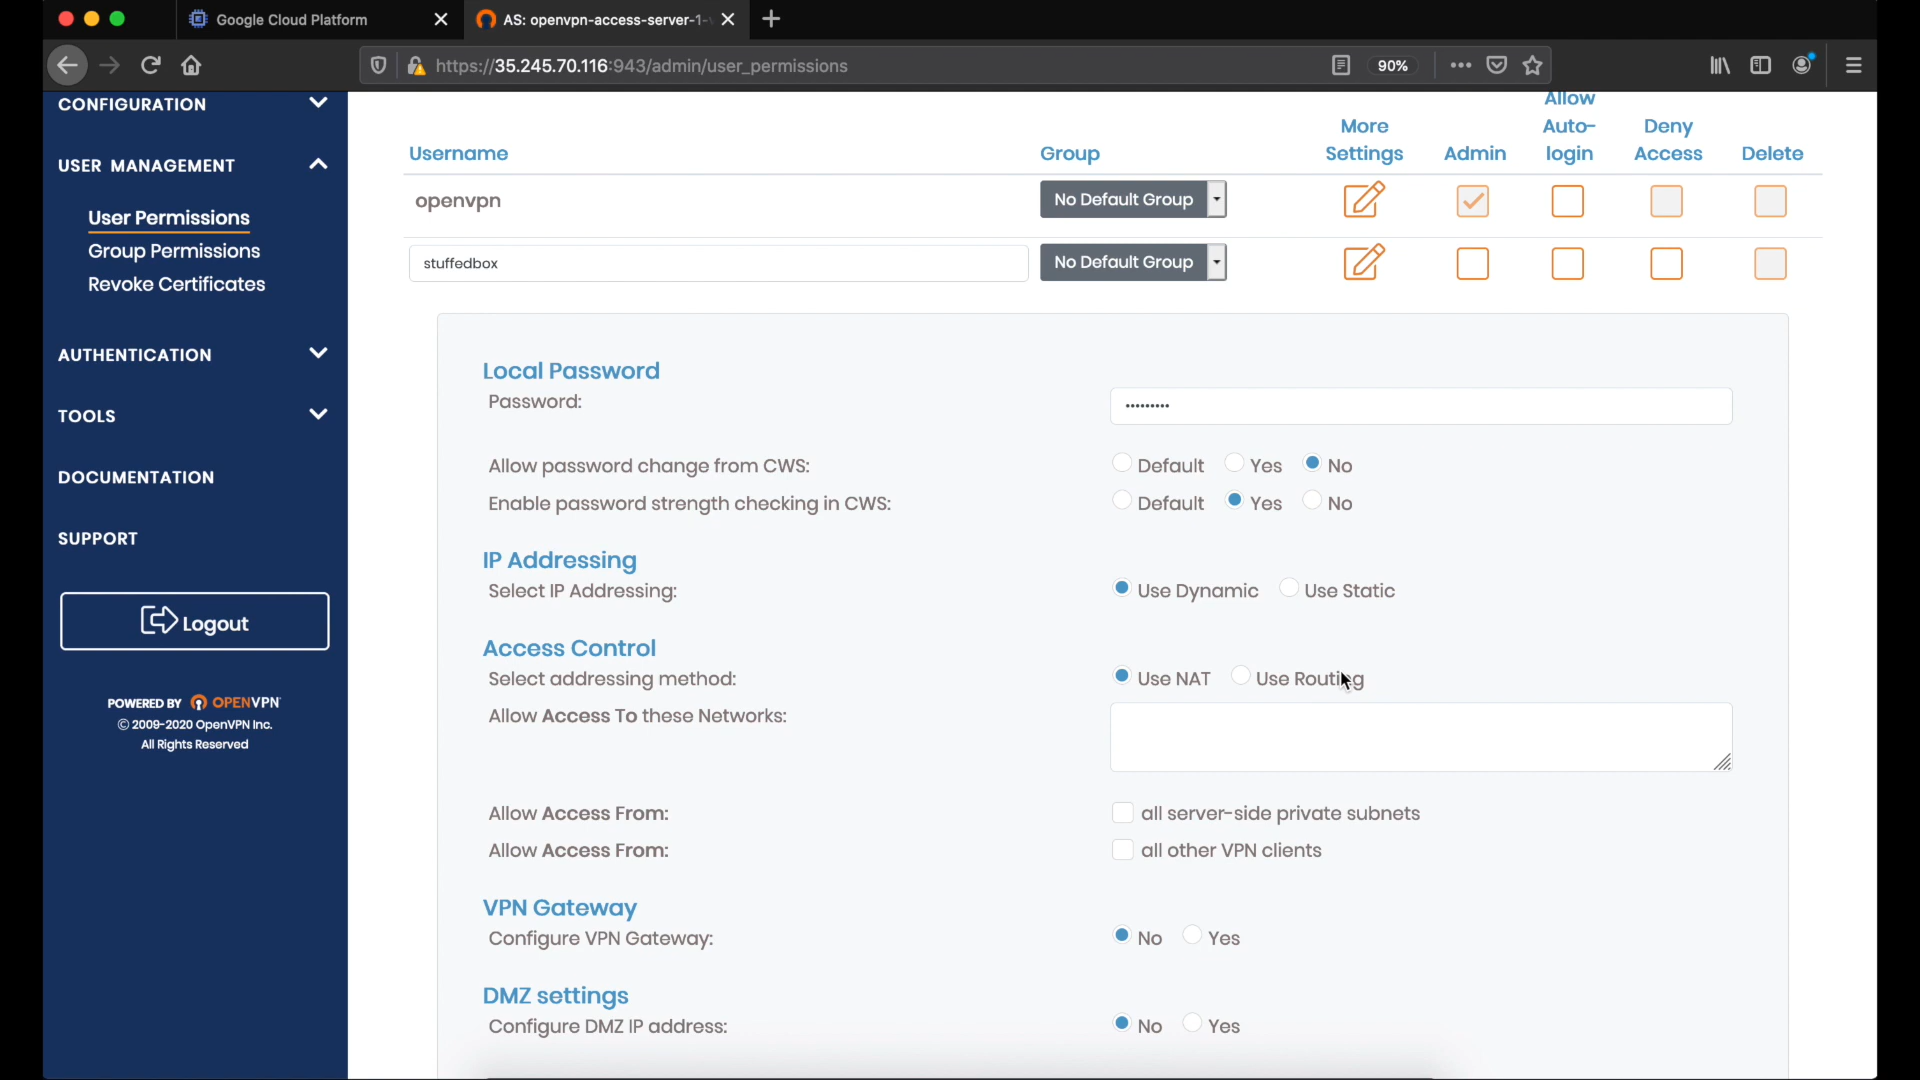 Google Cloud Platform
AS: openvpn-access-server-1-
https://35.245.70.116:943/admin/user_permissions
90%
CONFIGURATION
USER MANAGEMENT
User Permissions
Group Permissions
Revoke Certificates
AUTHENTICATION
TOOLS
DOCUMENTATION
SUPPORT
Logout
POWERED BY OPENVPN
© 2009-2020 OpenVPN Inc.
All Rights Reserved
Username
Group
More Settings
Admin
Allow Auto-login
Deny Access
Delete
openvpn
No Default Group
stuffedbox
No Default Group
Local Password
Password:
•••••••••
Allow password change from CWS:
Default Yes No
Enable password strength checking in CWS:
Default Yes No
IP Addressing
Select IP Addressing:
Use Dynamic Use Static
Access Control
Select addressing method:
Use NAT Use Routing
Allow Access To these Networks:
Allow Access From:
all server-side private subnets
Allow Access From:
all other VPN clients
VPN Gateway
Configure VPN Gateway:
No Yes
DMZ settings
Configure DMZ IP address:
No Yes